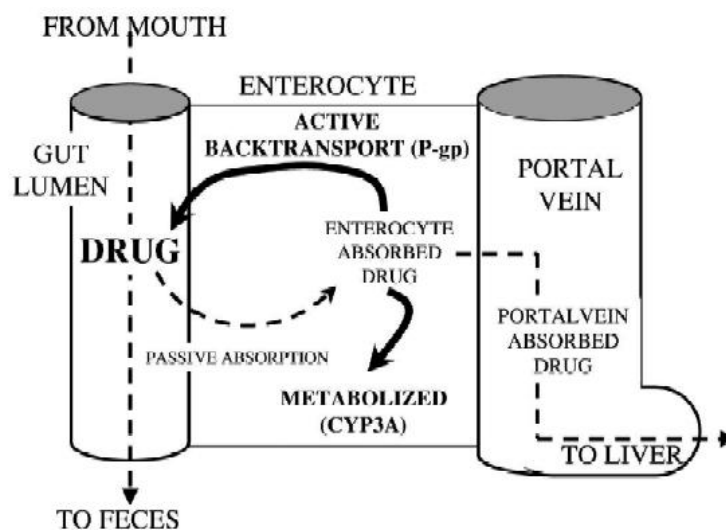 FROM MOUTH
ENTEROCYTE
ACTIVE
BACKTRANSPORT (P-gp)
GUT
LUMEN
PORTAL
VEIN
DRUG
ENTEROCYTE
ABSORBED
DRUG
PASSIVE ABSORPTION
PORTALVEIN
ABSORBED
DRUG
METABOLIZED
(CYP3A)
TO LIVER
TO FECES